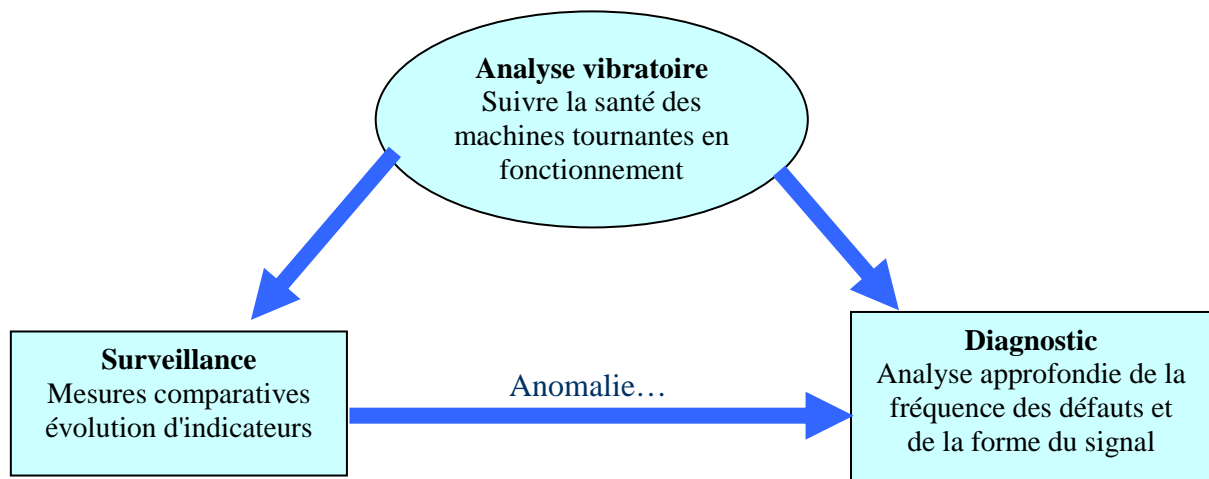 Analyse vibratoire
Suivre la santé des
machines tournantes en
fonctionnement
Surveillance
Mesures comparatives
évolution d'indicateurs
Anomalie…
Diagnostic
Analyse approfondie de la
fréquence des défauts et
de la forme du signal